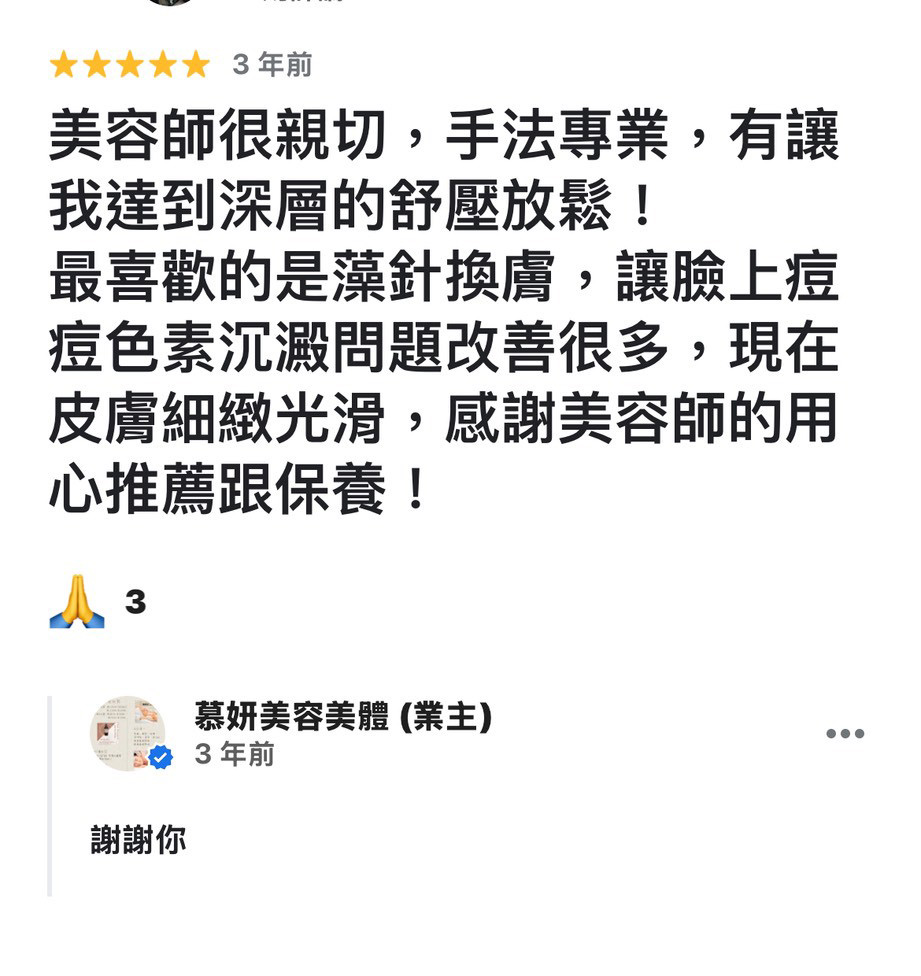 3 年前
美容師很親切，手法專業，有讓
我達到深層的舒壓放鬆！
最喜歡的是藻針換膚，讓臉上痘
痘色素沉澱問題改善很多，現在
皮膚細緻光滑，感謝美容師的用
心推薦跟保養！
3
慕妍美容美體 (業主)
3 年前
謝謝你